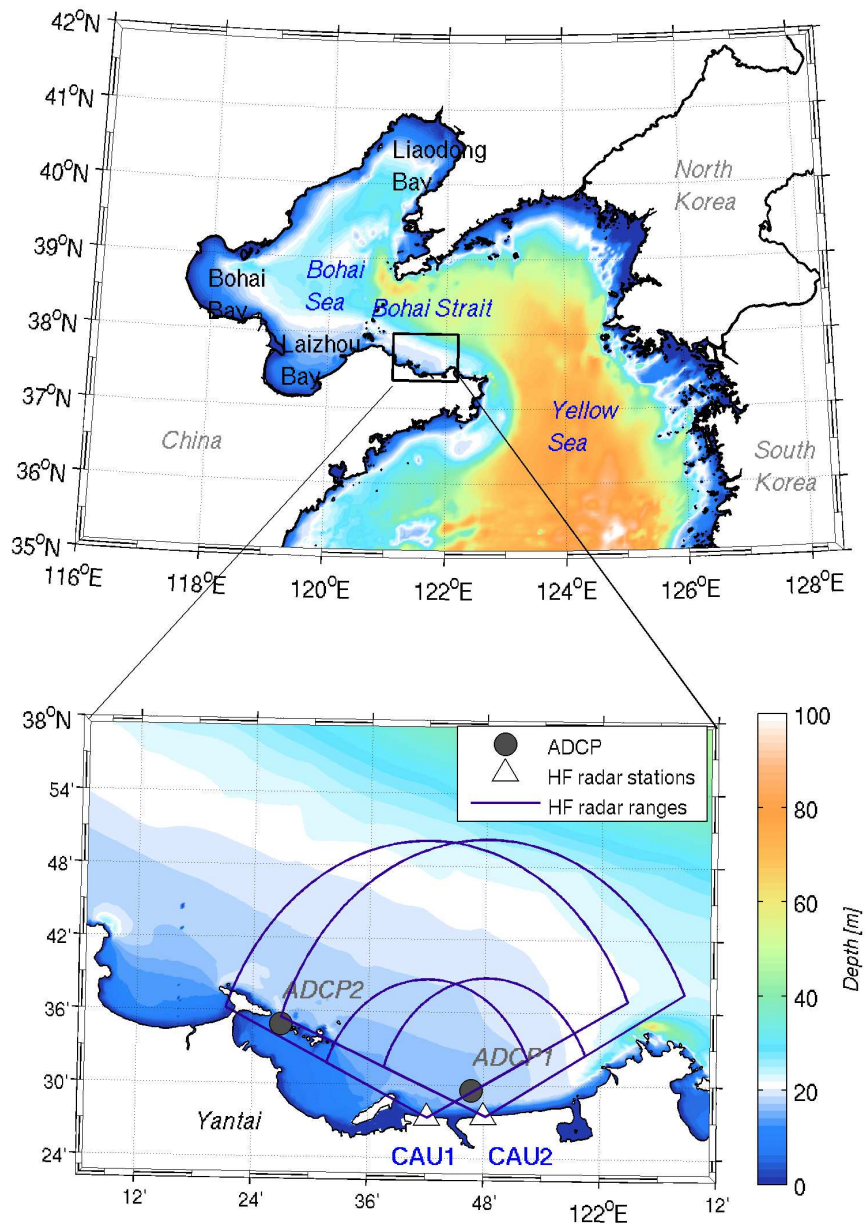 42°N
41°N
40°N
39°N
38°N
37°N
36°N
35°N
116°E
118°E
120°E
122°E
124°E
126°E
128°E
Liaodong
Bay
North
Korea
Bohai
Bay
Bohai
Sea
Bohai Strait
Laizhou
Bay
Yellow
Sea
China
South
Korea
38°N
54'
48'
42'
36'
30'
24'
12'
24'
36'
48'
122°E
12'
ADCP
HF radar stations
HF radar ranges
ADCP2
ADCP1
Yantai
CAU1
CAU2
100
80
60
40
20
0
Depth [m]